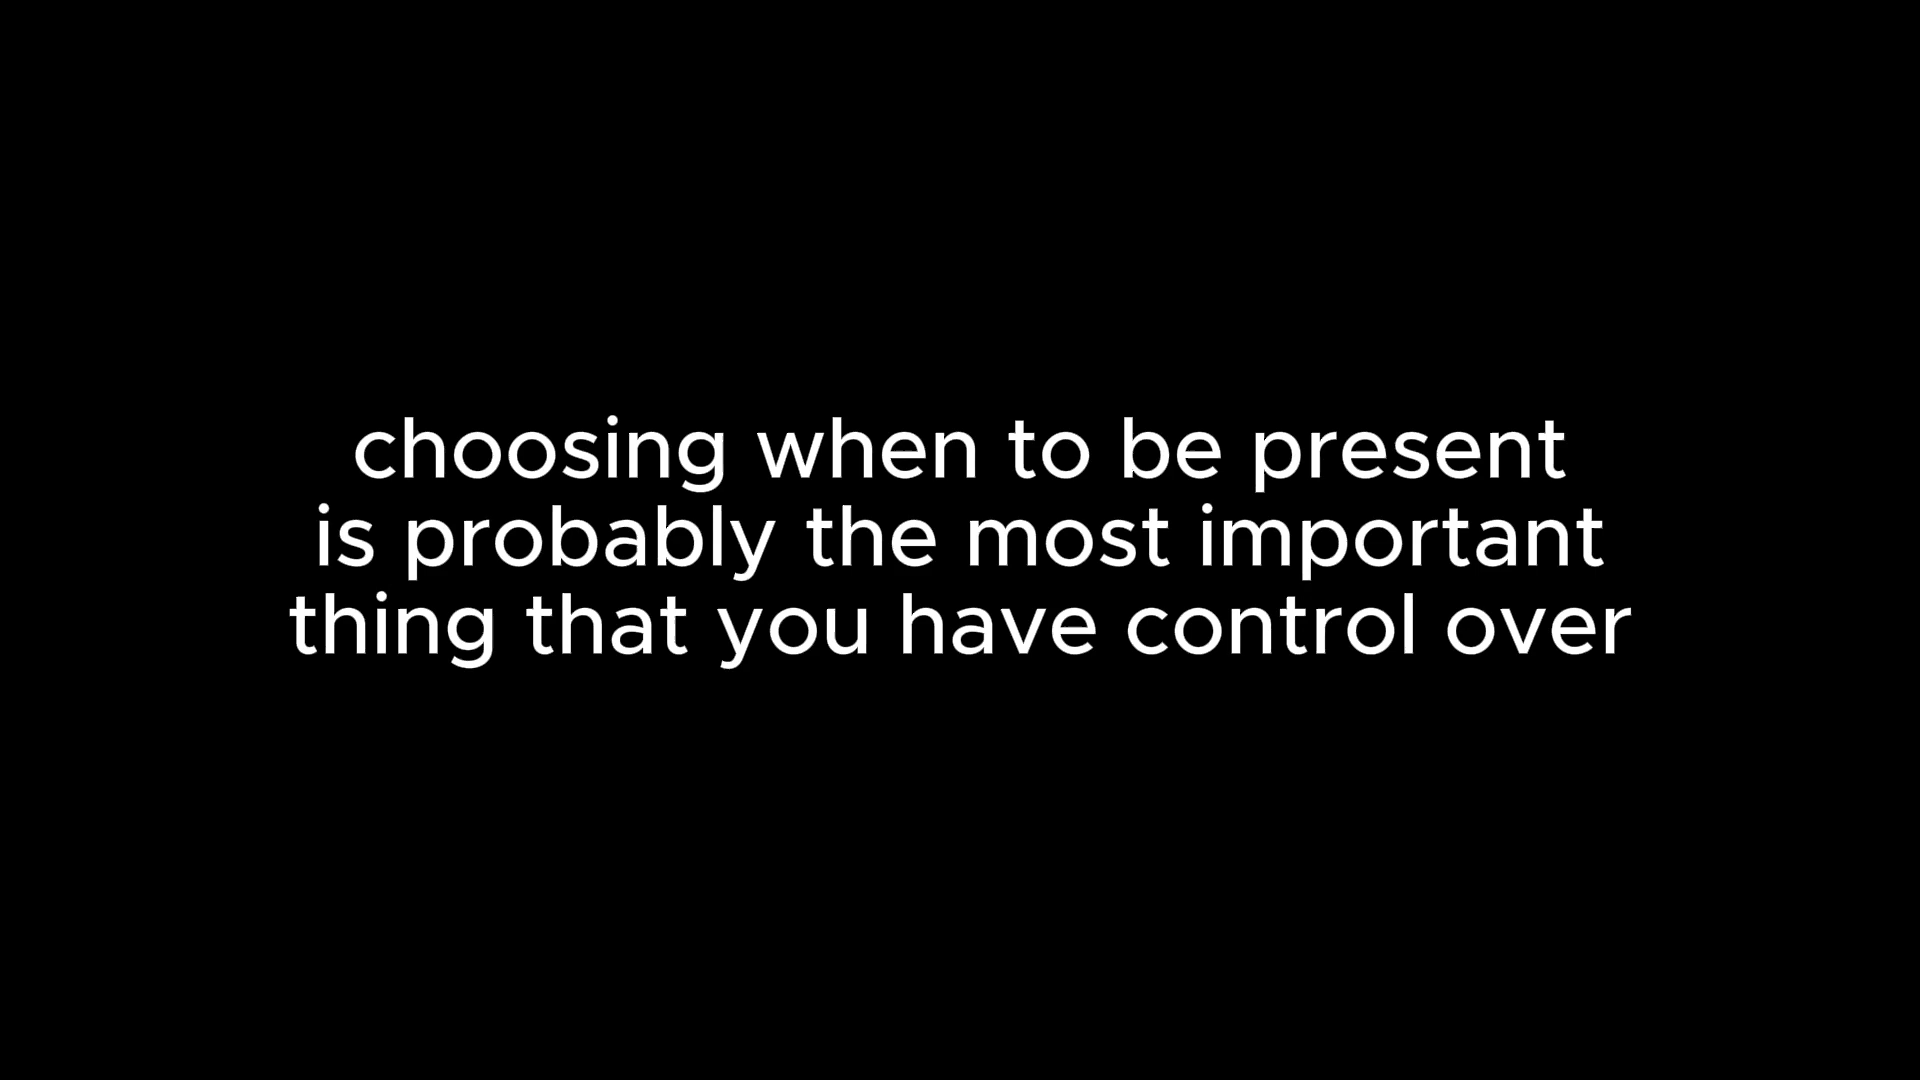 choosing when to be present
is probably the most important
thing that you have control over